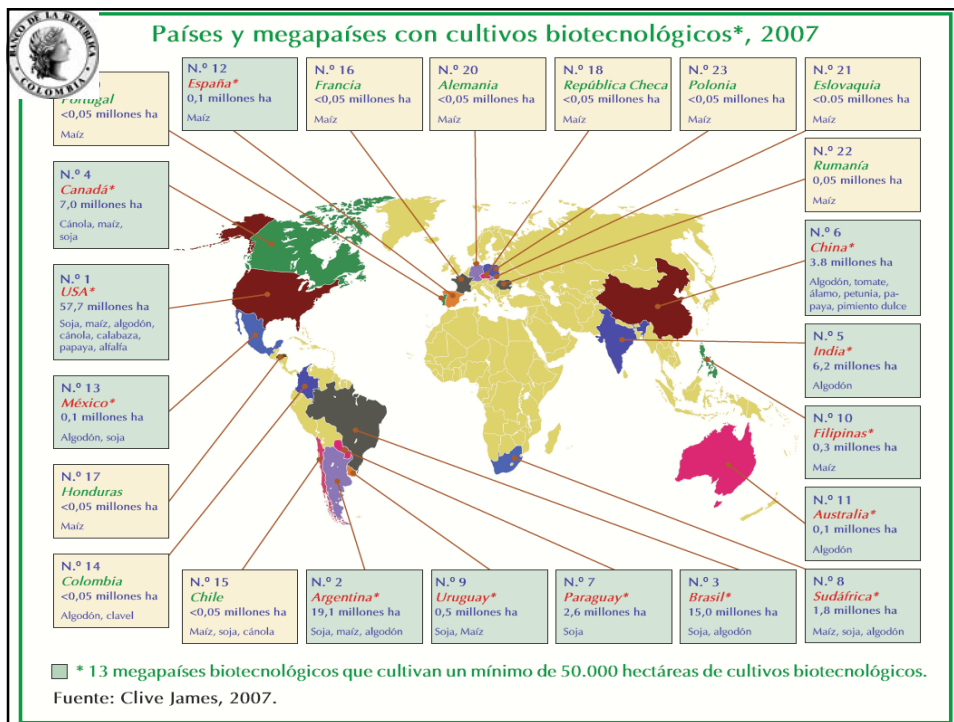 BANCO DE LA REPUBLICA
COLOMBIA
Países y megapaíses con cultivos biotecnológicos*, 2007
Portugal
<0,05 millones ha
Maíz
N.º 12
España*
0,1 millones ha
Maíz
N.º 16
Francia
<0,05 millones ha
Maíz
N.º 20
Alemania
<0,05 millones ha
Maíz
N.º 18
República Checa
<0,05 millones ha
Maíz
N.º 23
Polonia
<0,05 millones ha
Maíz
N.º 21
Eslovaquia
<0.05 millones ha
Maíz
N.º 4
Canadá*
7,0 millones ha
Cánola, maíz,
soja
N.º 22
Rumanía
0,05 millones ha
Maíz
N.º 1
USA*
57,7 millones ha
Soja, maíz, algodón,
cánola, calabaza,
papaya, alfalfa
N.º 6
China*
3.8 millones ha
Algodón, tomate,
álamo, petunia, pa-
paya, pimiento dulce
N.º 5
India*
6,2 millones ha
Algodón
N.º 13
México*
0,1 millones ha
Algodón, soja
N.º 10
Filipinas*
0,3 millones ha
Maíz
N.º 17
Honduras
<0,05 millones ha
Maíz
N.º 11
Australia*
0,1 millones ha
Algodón
N.º 14
Colombia
<0,05 millones ha
Algodón, clavel
N.º 15
Chile
<0,05 millones ha
Maíz, soja, cánola
N.º 2
Argentina*
19,1 millones ha
Soja, maíz, algodón
N.º 9
Uruguay*
0,5 millones ha
Soja, Maíz
N.º 7
Paraguay*
2,6 millones ha
Soja
N.º 3
Brasil*
15,0 millones ha
Soja, algodón
N.º 8
Sudáfrica*
1,8 millones ha
Maíz, soja, algodón
* 13 megapaíses biotecnológicos que cultivan un mínimo de 50.000 hectáreas de cultivos biotecnológicos.
Fuente: Clive James, 2007.